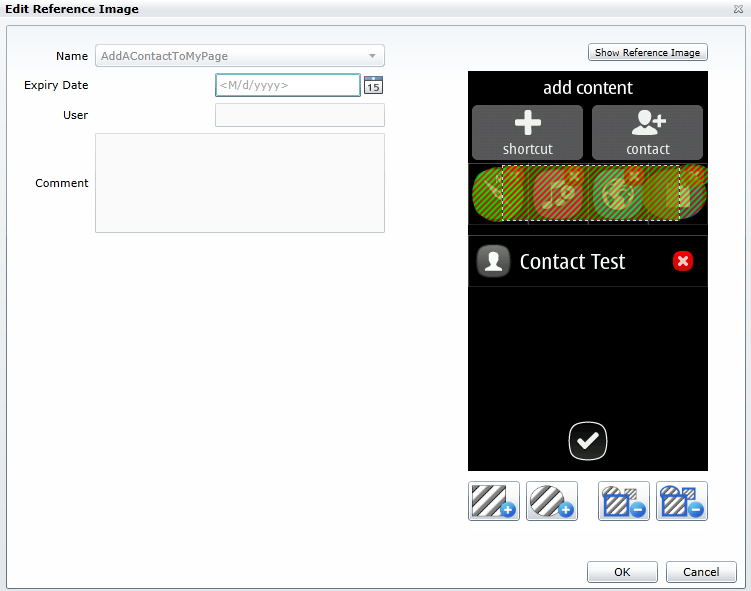 Edit Reference Image
Name
AddAContactToMyPage
Show Reference Image
Expiry Date
<M/d/yyyy>
15
User
Comment
add content
shortcut
contact
Contact Test
OK
Cancel